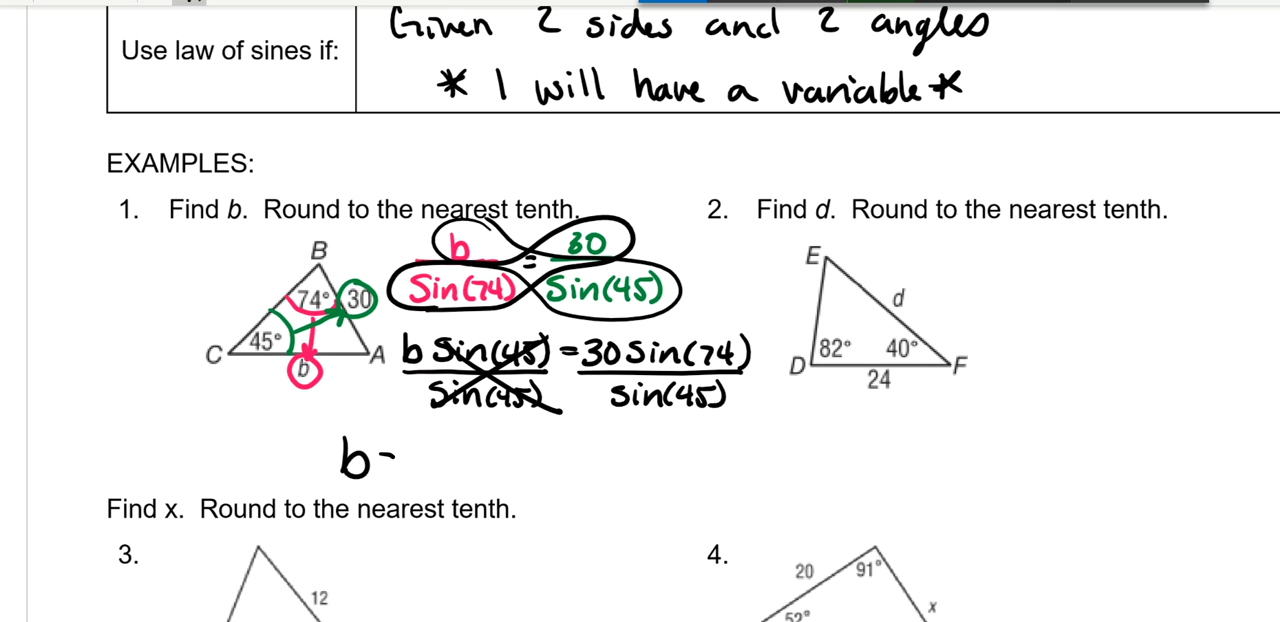 Given 2 sides and 2 angles
Use law of sines if:
* 1 will have a variable *
EXAMPLES:
1. Find b. Round to the nearest tenth.
b = 30
Sin(74) Sin(45)
B
74° 30
45°
C b A
b Sin(45) = 30 Sin(74)
Sin(45) Sin(45)
b =
2. Find d. Round to the nearest tenth.
E
d
82° 40°
D F
24
Find x. Round to the nearest tenth.
3.
12
4.
20 91°
52° x